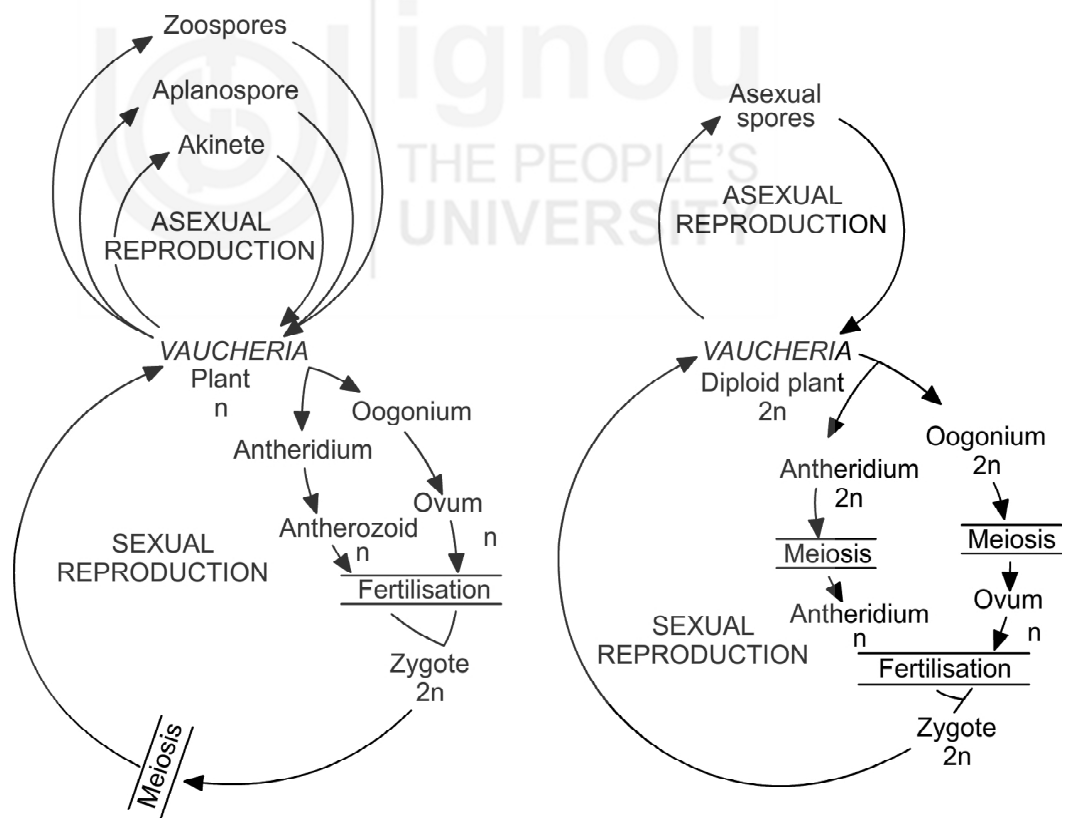 Zoospores
Aplanospore
Akinete
ASEXUAL
REPRODUCTION
VAUCHERIA
Plant
n
Oogonium
Antheridium
Ovum
n
Antherozoid
n
Fertilisation
SEXUAL
REPRODUCTION
Zygote
2n
Meiosis
ignou
THE PEOPLE'S
UNIVERSITY
Asexual
spores
ASEXUAL
REPRODUCTION
VAUCHERIA
Diploid plant
2n
Oogonium
2n
Antheridium
2n
Meiosis
Meiosis
Ovum
n
Antheridium
n
SEXUAL
REPRODUCTION
Fertilisation
Zygote
2n